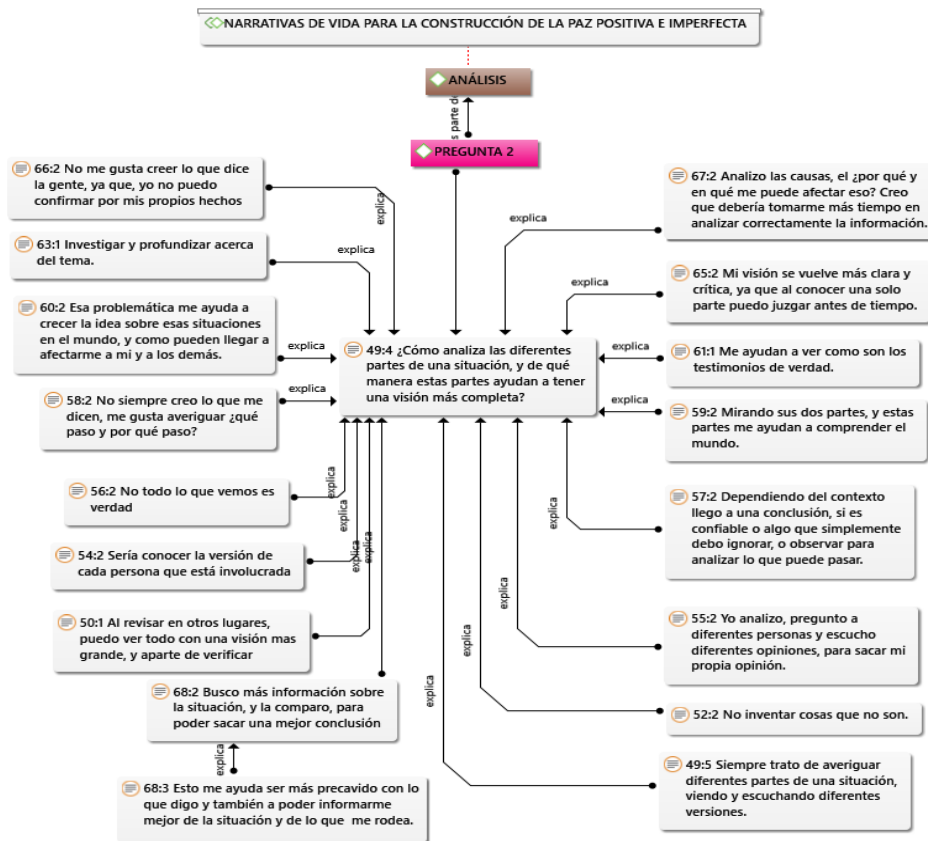 NARRATIVAS DE VIDA PARA LA CONSTRUCCIÓN DE LA PAZ POSITIVA E IMPERFECTA
ANÁLISIS
s parte de
PREGUNTA 2
66:2 No me gusta creer lo que dice
la gente, ya que, yo no puedo
confirmar por mis propios hechos
explica
63:1 Investigar y profundizar acerca
del tema.
explica
60:2 Esa problemática me ayuda a
crecer la idea sobre esas situaciones
en el mundo, y como pueden llegar a
afectarme a mi y a los demás.
explica
58:2 No siempre creo lo que me
dicen, me gusta averiguar ¿qué
paso y por qué paso?
explica
56:2 No todo lo que vemos es
verdad
explica
54:2 Sería conocer la versión de
cada persona que está involucrada
explica
50:1 Al revisar en otros lugares,
puedo ver todo con una visión mas
grande, y aparte de verificar
explica
68:2 Busco más información sobre
la situación, y la comparo, para
poder sacar una mejor conclusión
explica
68:3 Esto me ayuda ser más precavido con lo
que digo y también a poder informarme
mejor de la situación y de lo que me rodea.
49:4 ¿Cómo analiza las diferentes
partes de una situación, y de qué
manera estas partes ayudan a tener
una visión más completa?
67:2 Analizo las causas, el ¿por qué y
en qué me puede afectar eso? Creo
que debería tomarme más tiempo en
analizar correctamente la información.
explica
65:2 Mi visión se vuelve más clara y
crítica, ya que al conocer una solo
parte puedo juzgar antes de tiempo.
explica
61:1 Me ayudan a ver como son los
testimonios de verdad.
explica
59:2 Mirando sus dos partes, y estas
partes me ayudan a comprender el
mundo.
explica
57:2 Dependiendo del contexto
llego a una conclusión, si es
confiable o algo que simplemente
debo ignorar, o observar para
analizar lo que puede pasar.
explica
55:2 Yo analizo, pregunto a
diferentes personas y escucho
diferentes opiniones, para sacar mi
propia opinión.
explica
52:2 No inventar cosas que no son.
explica
49:5 Siempre trato de averiguar
diferentes partes de una situación,
viendo y escuchando diferentes
versiones.
explica